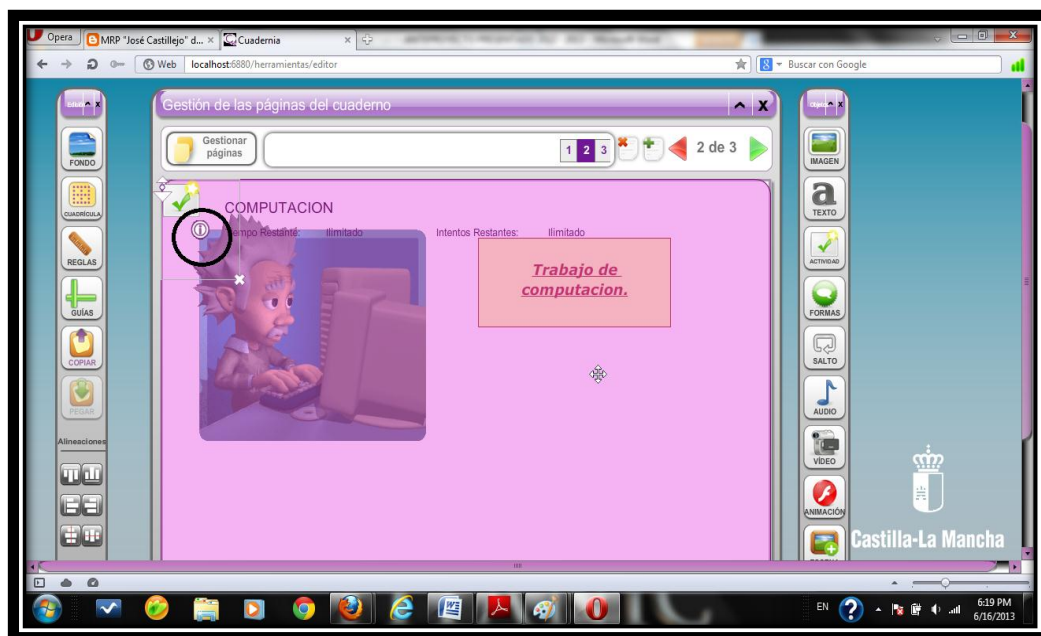 Opera
MRP "José Castillejo" d...
Cuadernia
Web
localhost:6880/herramientas/editor
Buscar con Google
Gestión de las páginas del cuaderno
Gestionar
páginas
1 2 3
2 de 3
FONDO
CUADRÍCULA
REGLAS
GUÍAS
COPIAR
PEGAR
Alineaciones
COMPUTACION
Tiempo Restante: Ilimitado
Intentos Restantes: Ilimitado
Trabajo de
computacion.
IMAGEN
a
TEXTO
ACTIVIDAD
FORMAS
SALTO
AUDIO
VÍDEO
ANIMACIÓN
Castilla-La Mancha
EN
6:19 PM
6/16/2013